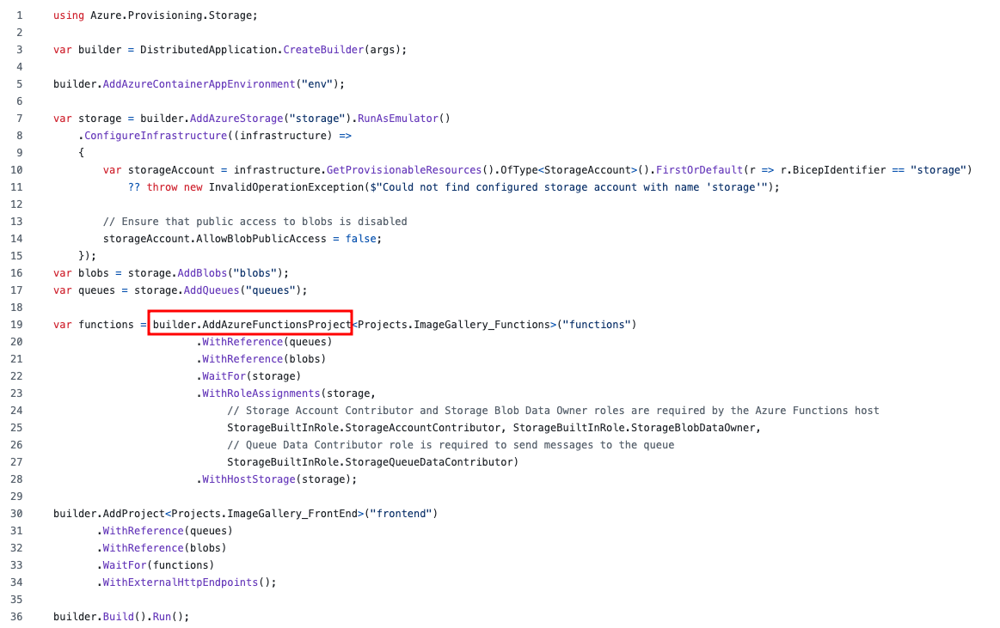 1 using Azure.Provisioning.Storage;
2
3 var builder = DistributedApplication.CreateBuilder(args);
4
5 builder.AddAzureContainerAppEnvironment("env");
6
7 var storage = builder.AddAzureStorage("storage").RunAsEmulator()
8     .ConfigureInfrastructure((infrastructure) =>
9     {
10         var storageAccount = infrastructure.GetProvisionableResources().OfType<StorageAccount>().FirstOrDefault(r => r.BicepIdentifier == "storage")
11             ?? throw new InvalidOperationException($"Could not find configured storage account with name 'storage'");
12
13         // Ensure that public access to blobs is disabled
14         storageAccount.AllowBlobPublicAccess = false;
15     });
16 var blobs = storage.AddBlobs("blobs");
17 var queues = storage.AddQueues("queues");
18
19 var functions = builder.AddAzureFunctionsProject<Projects.ImageGallery_Functions>("functions")
20                        .WithReference(queues)
21                        .WithReference(blobs)
22                        .WaitFor(storage)
23                        .WithRoleAssignments(storage,
24                             // Storage Account Contributor and Storage Blob Data Owner roles are required by the Azure Functions host
25                             StorageBuiltInRole.StorageAccountContributor, StorageBuiltInRole.StorageBlobDataOwner,
26                             // Queue Data Contributor role is required to send messages to the queue
27                             StorageBuiltInRole.StorageQueueDataContributor)
28                        .WithHostStorage(storage);
29
30 builder.AddProject<Projects.ImageGallery_FrontEnd>("frontend")
31        .WithReference(queues)
32        .WithReference(blobs)
33        .WaitFor(functions)
34        .WithExternalHttpEndpoints();
35
36 builder.Build().Run();